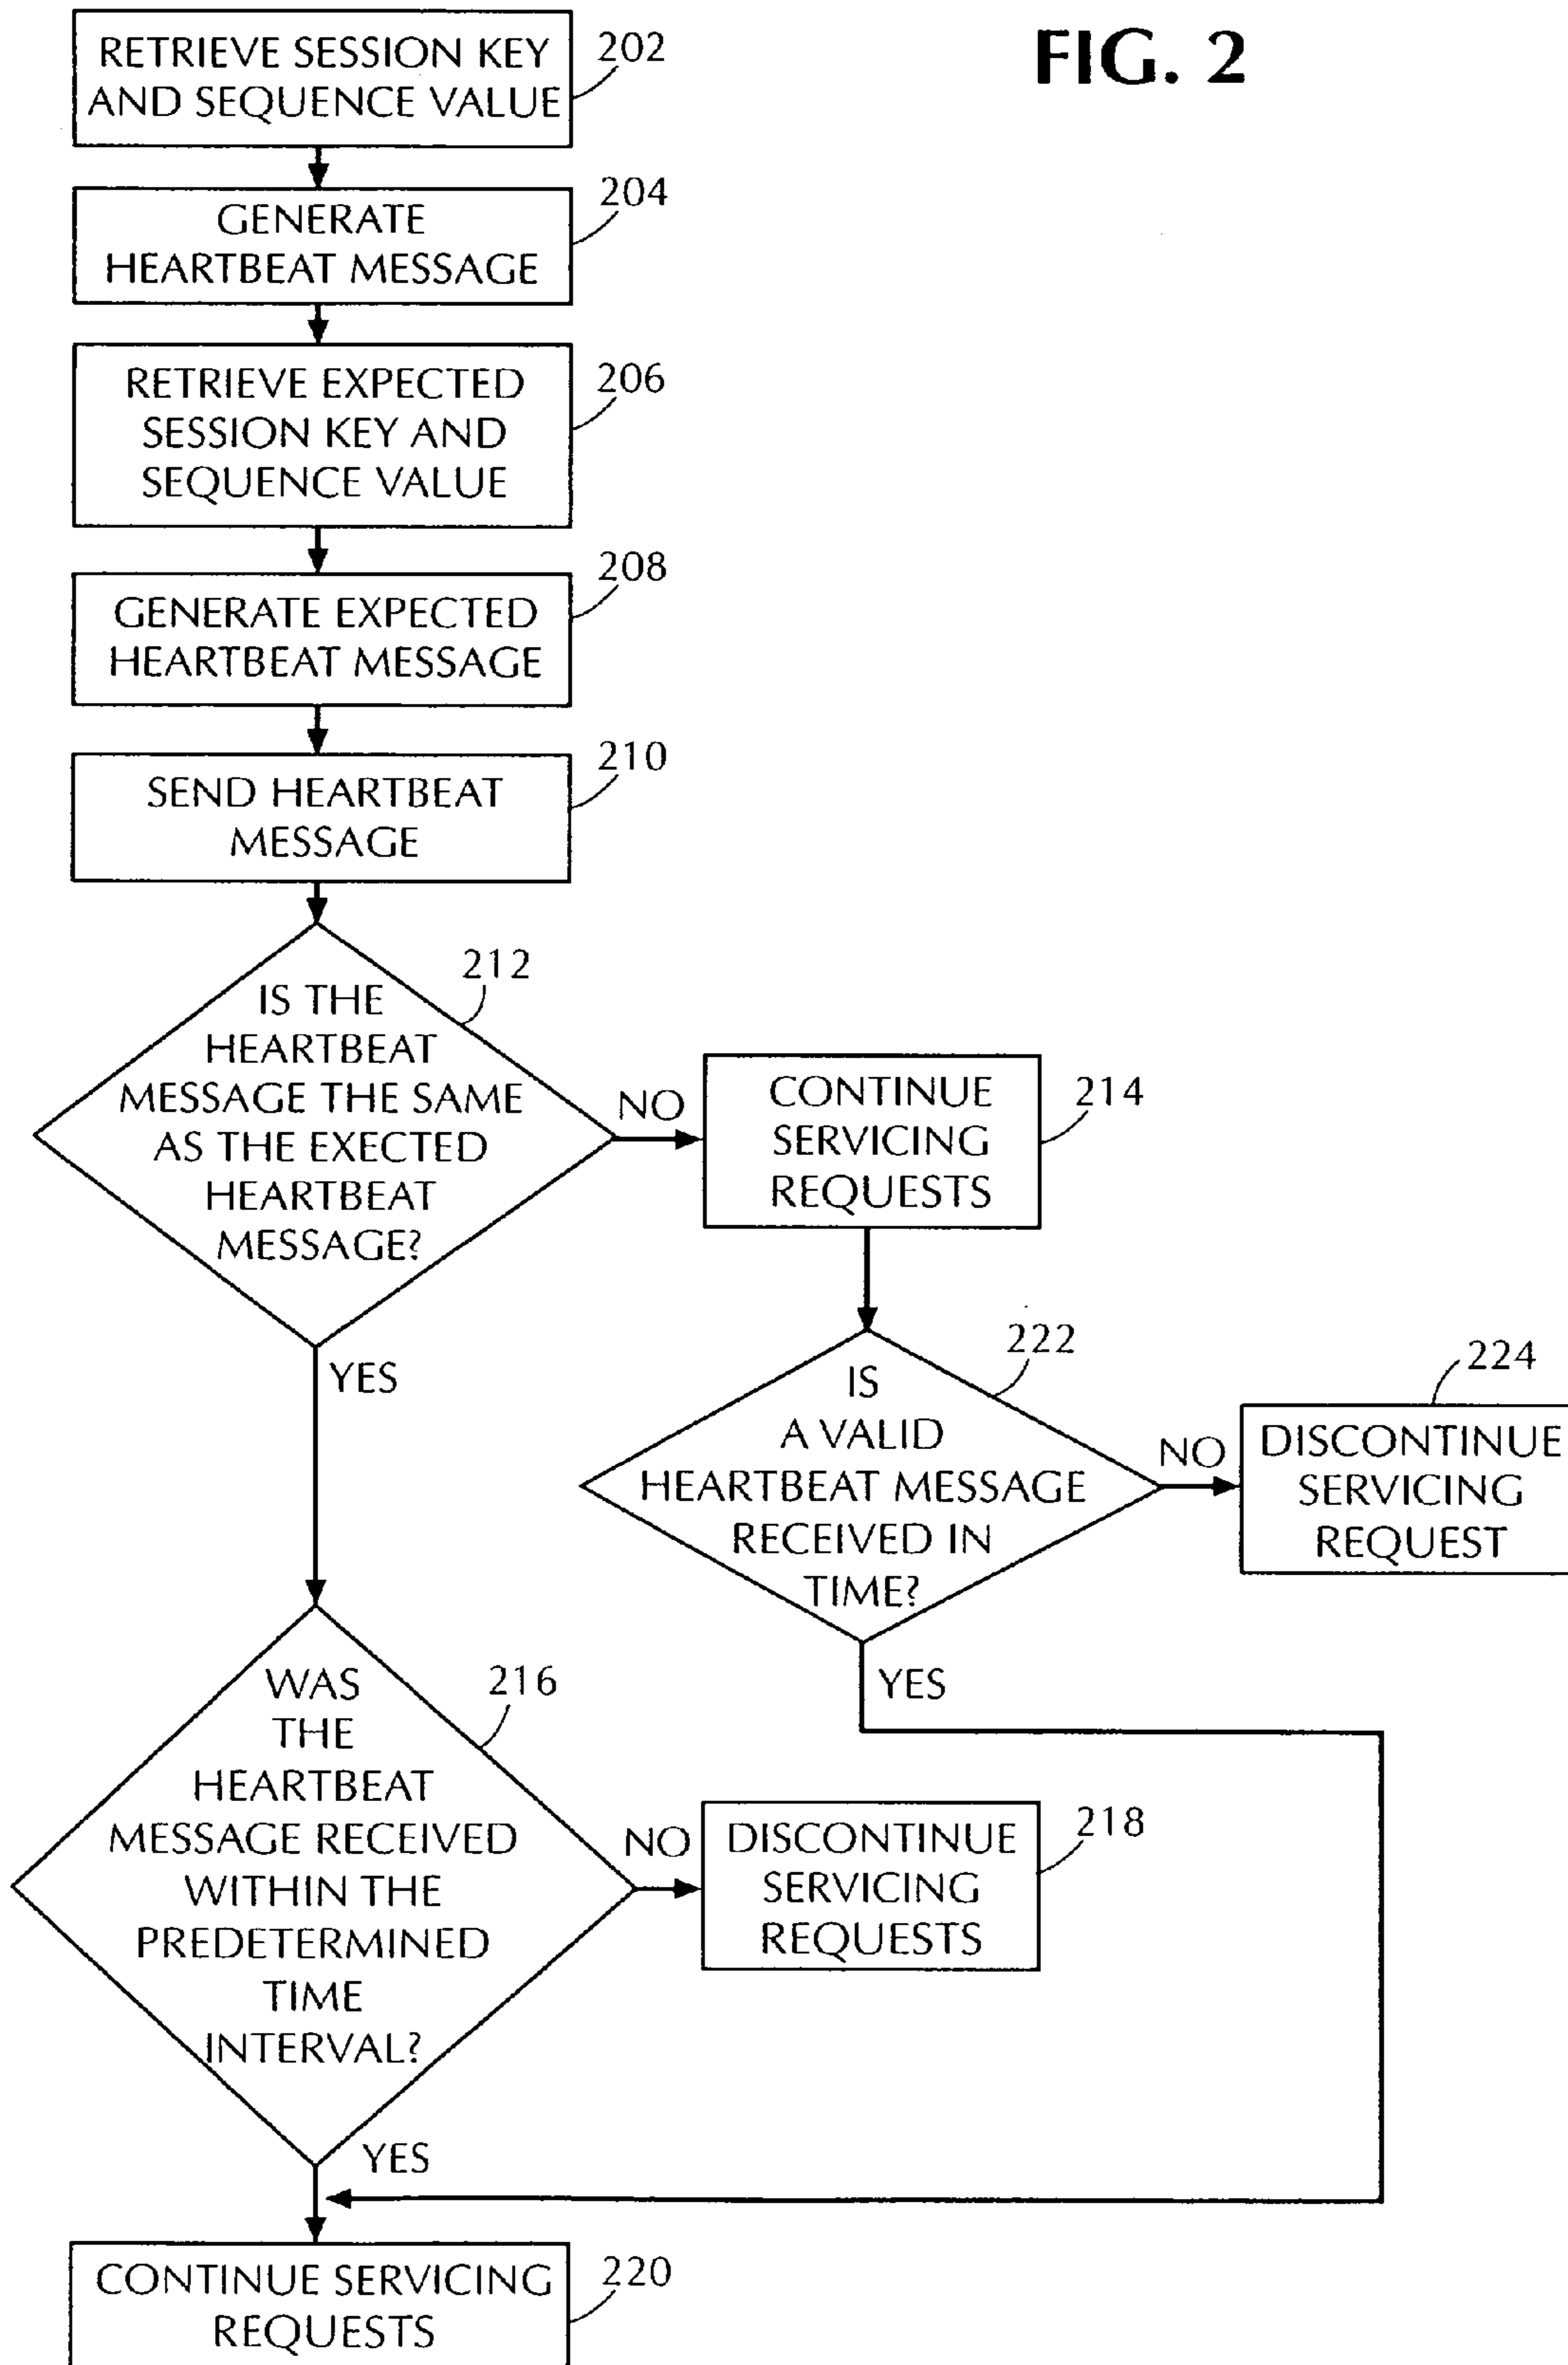 FIG. 2
RETRIEVE SESSION KEY
AND SEQUENCE VALUE
202
GENERATE
HEARTBEAT MESSAGE
204
RETRIEVE EXPECTED
SESSION KEY AND
SEQUENCE VALUE
206
GENERATE EXPECTED
HEARTBEAT MESSAGE
208
SEND HEARTBEAT
MESSAGE
210
IS THE
HEARTBEAT
MESSAGE THE SAME
AS THE EXECTED
HEARTBEAT
MESSAGE?
212
NO
CONTINUE
SERVICING
REQUESTS
214
YES
IS
A VALID
HEARTBEAT MESSAGE
RECEIVED IN
TIME?
222
NO
DISCONTINUE
SERVICING
REQUEST
224
YES
WAS
THE
HEARTBEAT
MESSAGE RECEIVED
WITHIN THE
PREDETERMINED
TIME
INTERVAL?
216
NO
DISCONTINUE
SERVICING
REQUESTS
218
YES
CONTINUE SERVICING
REQUESTS
220